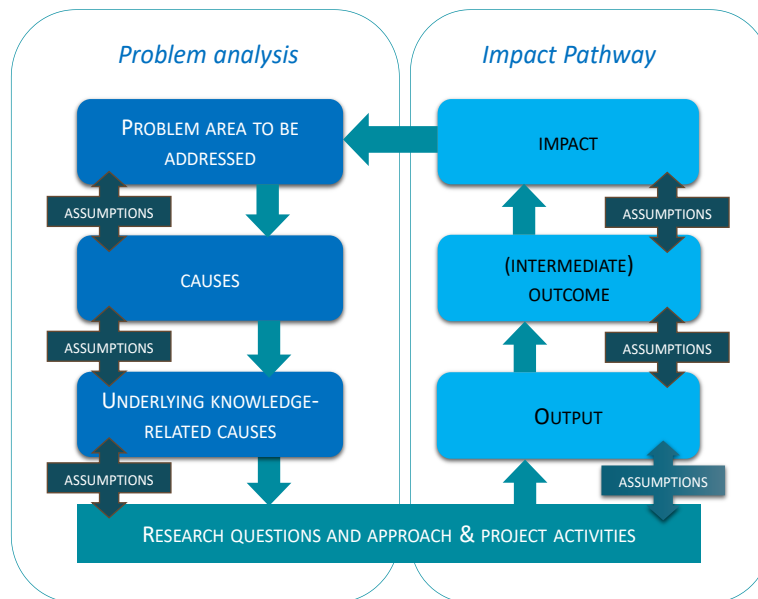 Problem analysis
Impact Pathway
PROBLEM AREA TO BE
ADDRESSED
IMPACT
ASSUMPTIONS
ASSUMPTIONS
CAUSES
(INTERMEDIATE)
OUTCOME
ASSUMPTIONS
ASSUMPTIONS
UNDERLYING KNOWLEDGE-
RELATED CAUSES
OUTPUT
ASSUMPTIONS
ASSUMPTIONS
RESEARCH QUESTIONS AND APPROACH & PROJECT ACTIVITIES